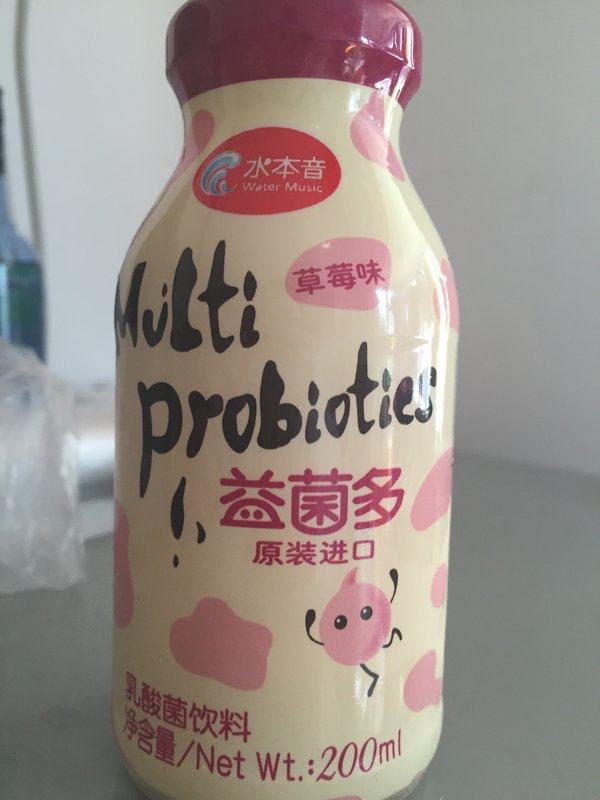 水本音
Water Music
草莓味
Multi
probiotics
益菌多
原装进口
乳酸菌饮料
净含量/Net Wt.:200ml